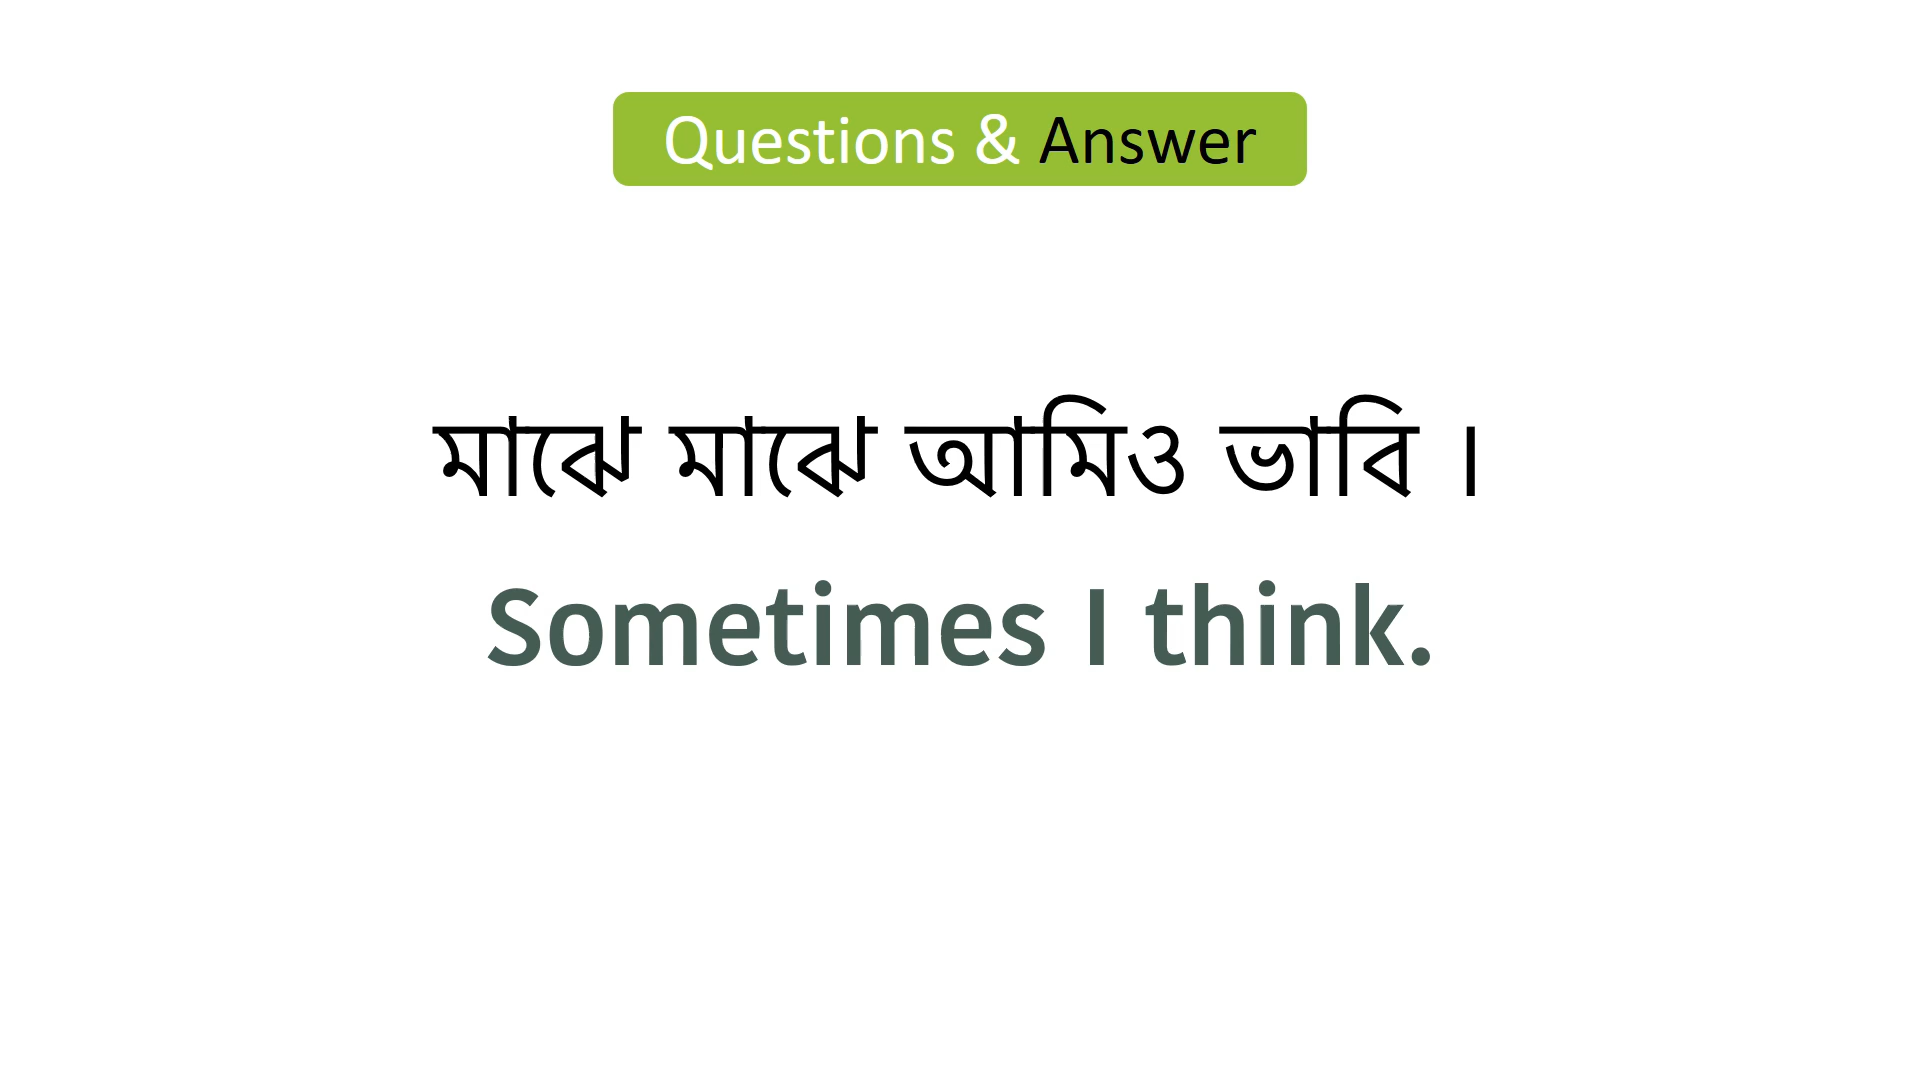 Questions & Answer
মাঝে মাঝে আমিও ভাবি ।
Sometimes I think.